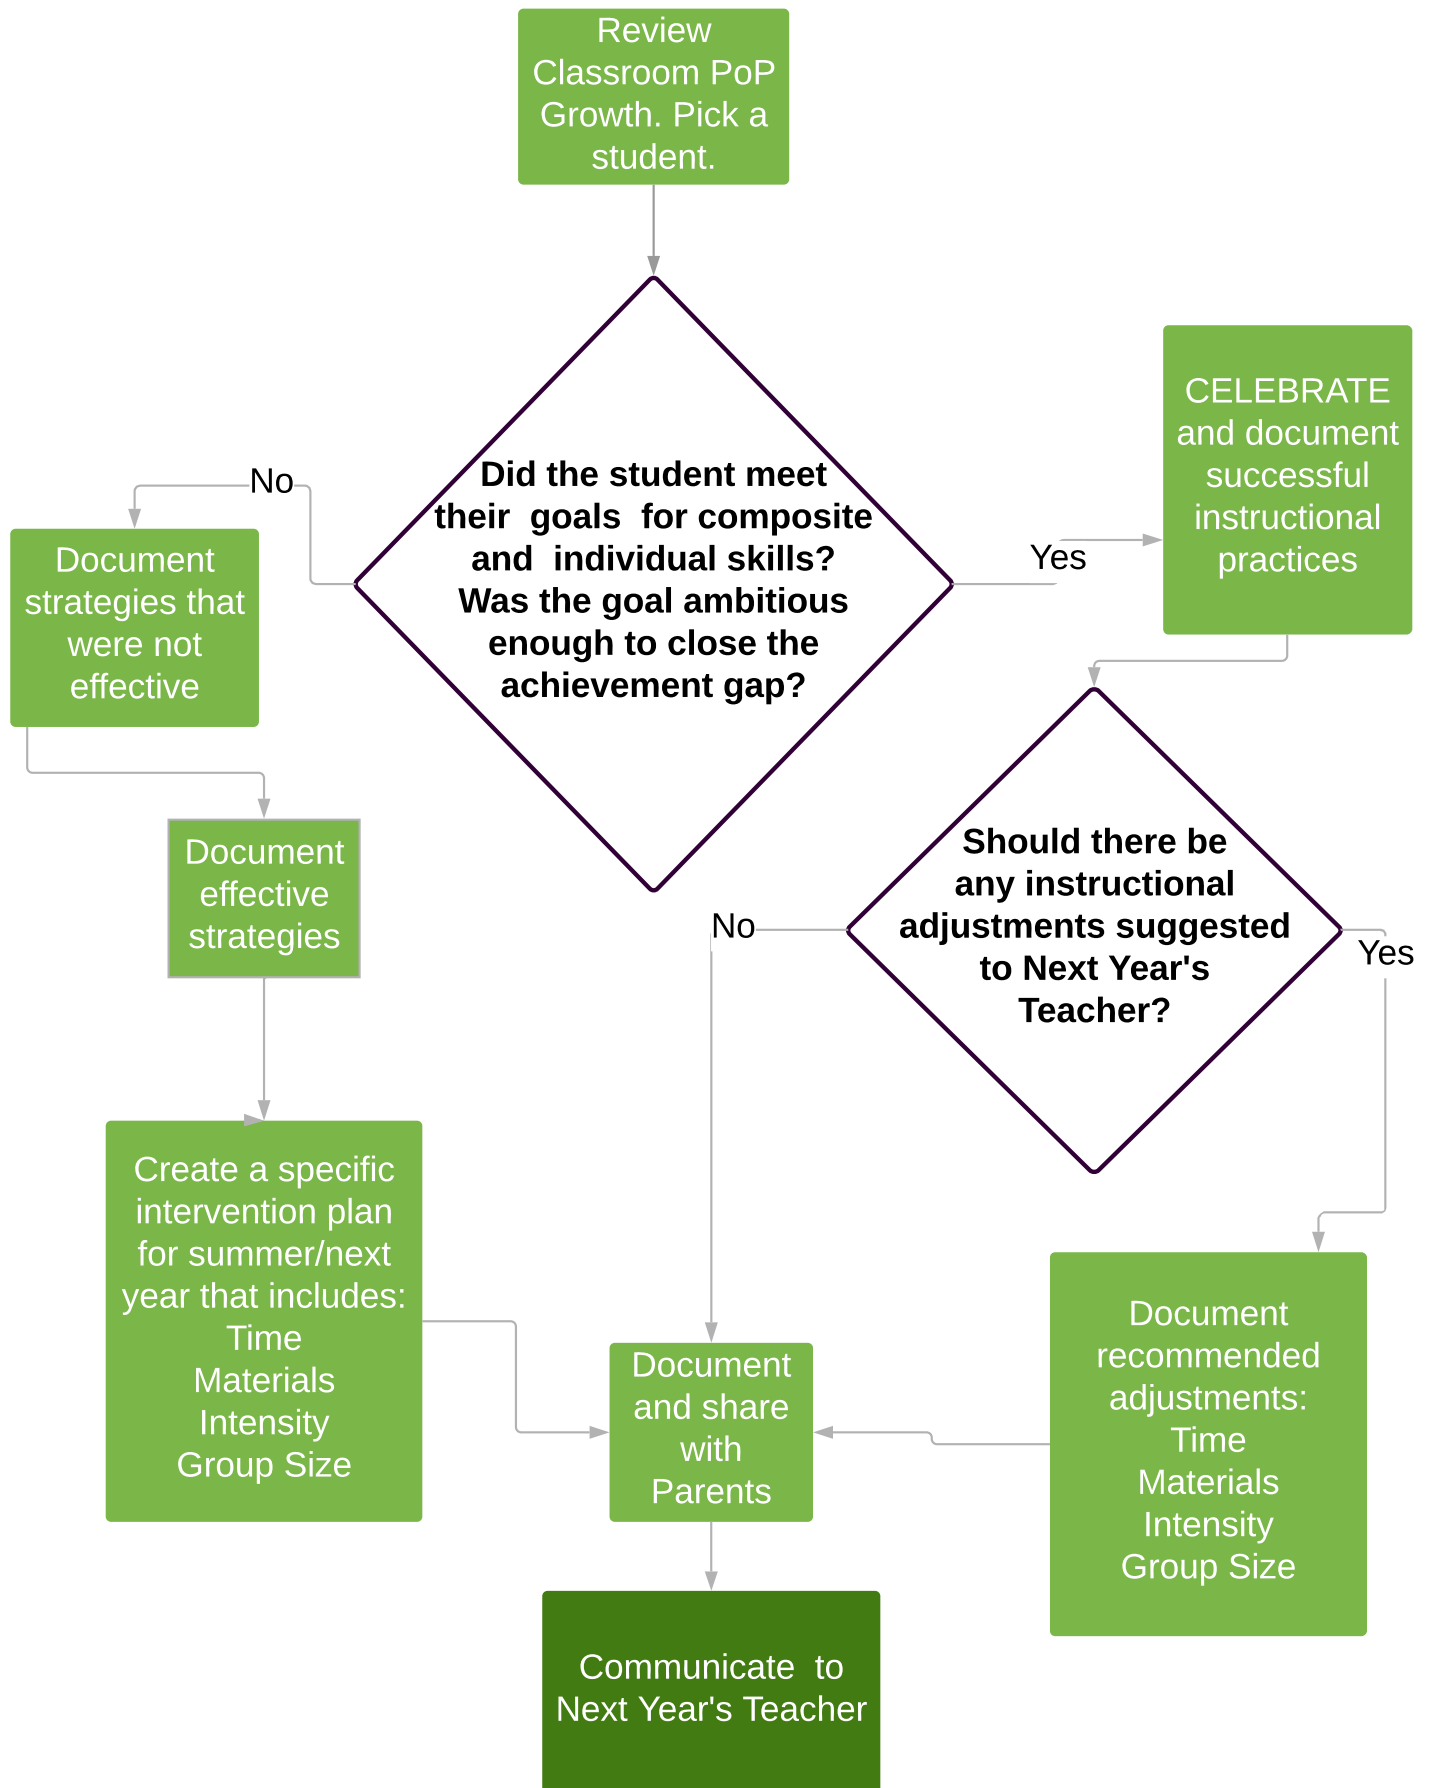 Review
Classroom PoP
Growth. Pick a
student.
Did the student meet
their  goals  for composite
and  individual skills?
Was the goal ambitious
enough to close the
achievement gap?
No
Yes
CELEBRATE
and document
successful
instructional
practices
Document
strategies that
were not
effective
Document
effective
strategies
Should there be
any instructional
adjustments suggested
to Next Year's
Teacher?
No
Yes
Create a specific
intervention plan
for summer/next
year that includes:
Time
Materials
Intensity
Group Size
Document
and share
with
Parents
Document
recommended
adjustments:
Time
Materials
Intensity
Group Size
Communicate  to
Next Year's Teacher